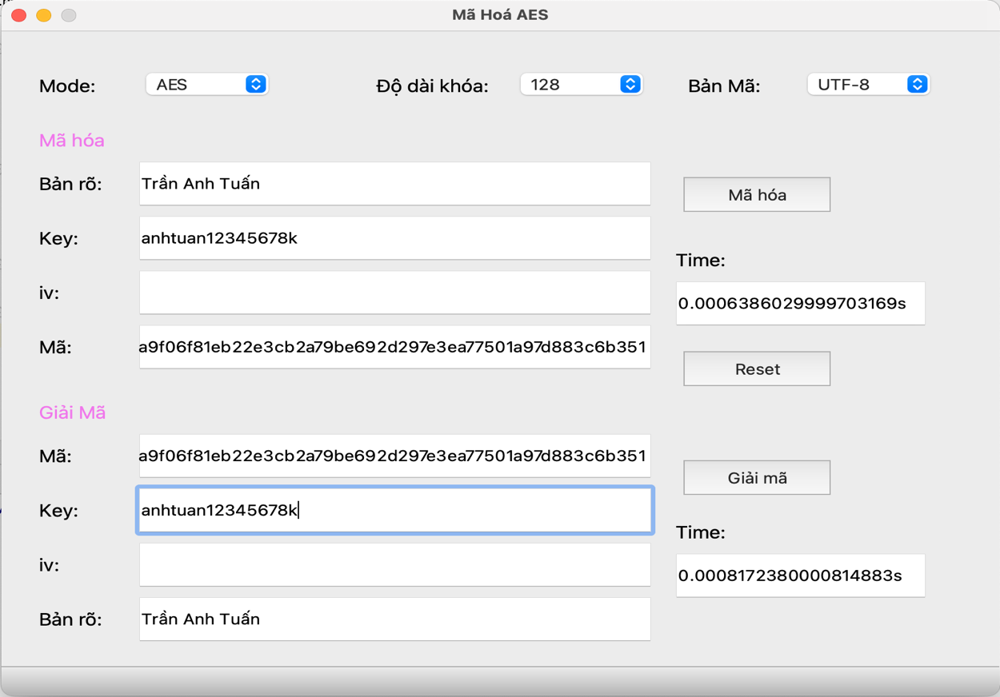 Mã Hoá AES
Mode: AES Độ dài khóa: 128 Bản Mã: UTF-8
Mã hóa
Bản rõ: Trần Anh Tuấn
Mã hóa
Key: anhtuan12345678k
Time:
iv:
0.0006386029999703169s
Mã: a9f06f81eb22e3cb2a79be692d297e3ea77501a97d883c6b351
Reset
Giải Mã
Mã: a9f06f81eb22e3cb2a79be692d297e3ea77501a97d883c6b351
Giải mã
Key: anhtuan12345678k
Time:
iv:
0.0008172380000814883s
Bản rõ: Trần Anh Tuấn